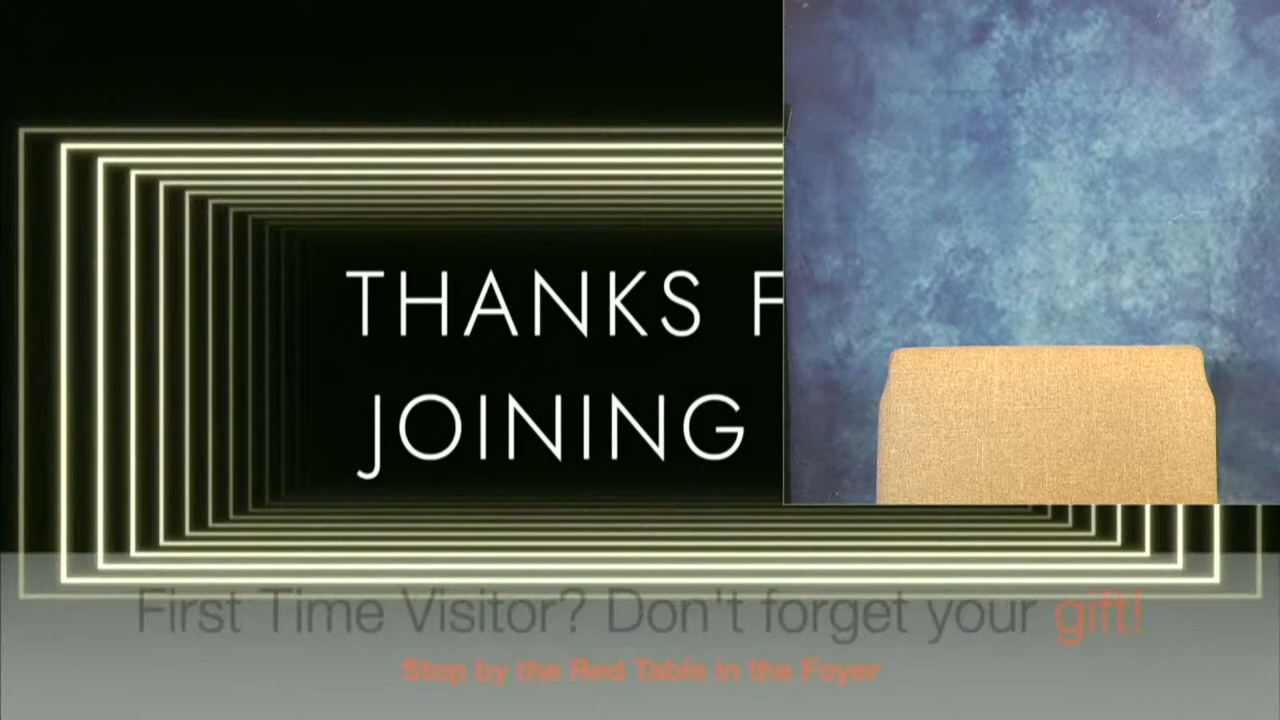 THANKS F
JOINING
First Time Visitor? Don't forget your gift!
Stop by the Red Table in the Foyer